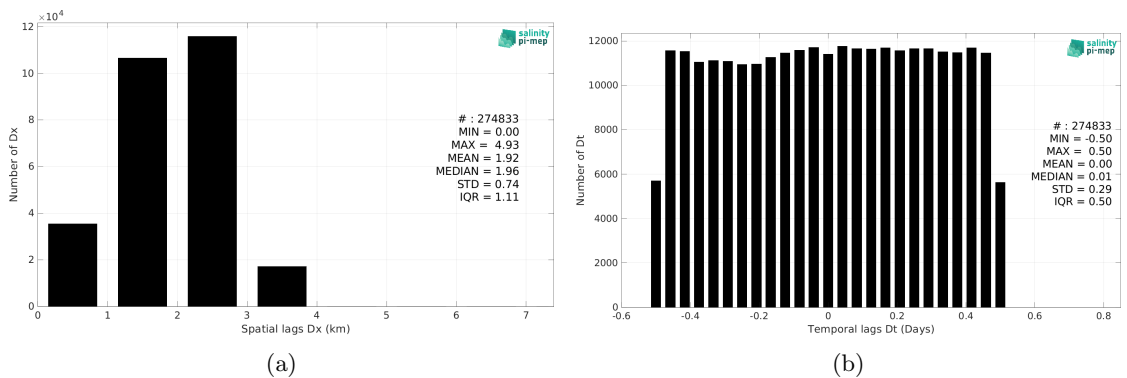 ×10⁴
12
10
8
6
4
2
0
Number of Dx
0 1 2 3 4 5 6 7
Spatial lags Dx (km)
salinity
pi-mep
# : 274833
MIN = 0.00
MAX =  4.93
MEAN = 1.92
MEDIAN = 1.96
STD = 0.74
IQR = 1.11
(a)
12000
10000
8000
6000
4000
2000
0
Number of Dt
-0.6 -0.4 -0.2 0 0.2 0.4 0.6 0.8
Temporal lags Dt (Days)
salinity
pi-mep
# : 274833
MIN = -0.50
MAX =  0.50
MEAN = 0.00
MEDIAN = 0.01
STD = 0.29
IQR = 0.50
(b)